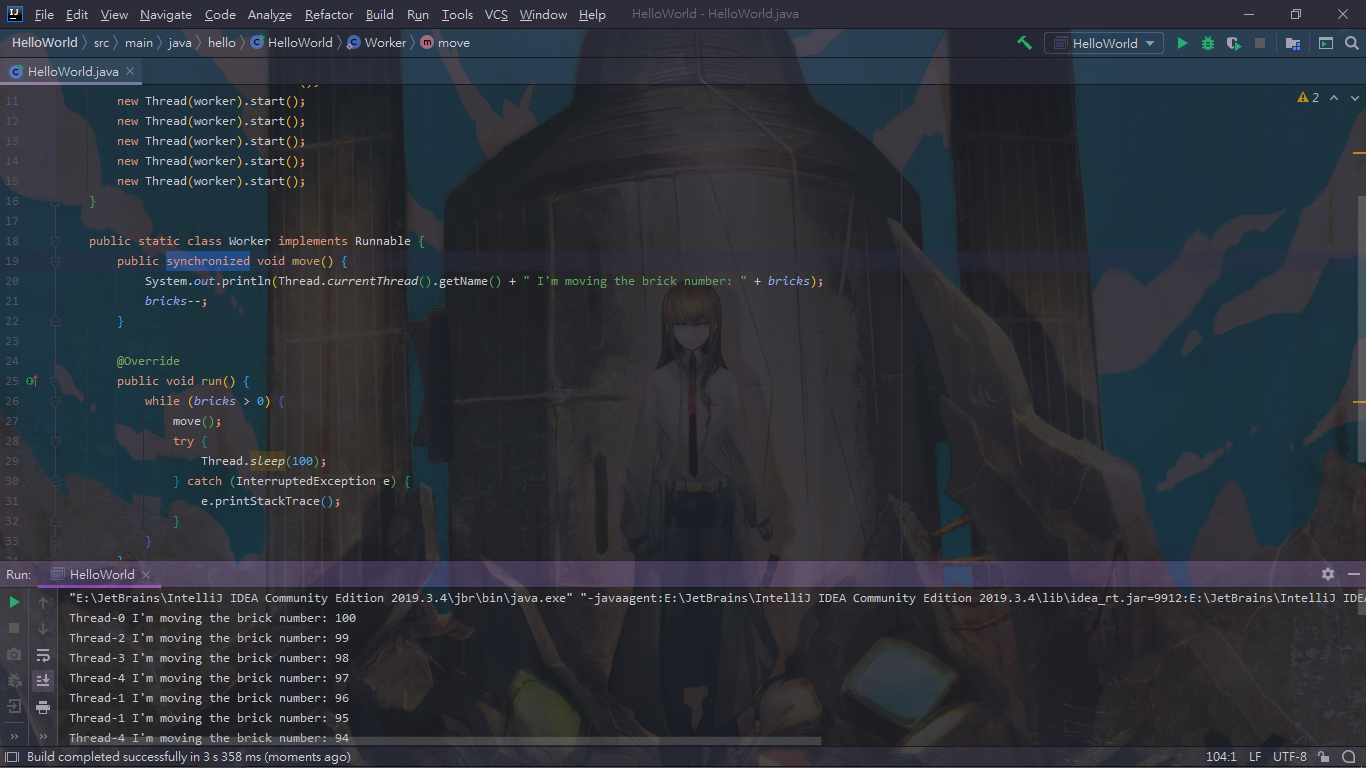 File Edit View Navigate Code Analyze Refactor Build Run Tools VCS Window Help HelloWorld - HelloWorld.java
HelloWorld src main java hello HelloWorld Worker move HelloWorld
HelloWorld.java
11 new Thread(worker).start();
12 new Thread(worker).start();
13 new Thread(worker).start();
14 new Thread(worker).start();
15 new Thread(worker).start();
16 }
17
18 public static class Worker implements Runnable {
19 public synchronized void move() {
20 System.out.println(Thread.currentThread().getName() + " I'm moving the brick number: " + bricks);
21 bricks--;
22 }
23
24 @Override
25 public void run() {
26 while (bricks > 0) {
27 move();
28 try {
29 Thread.sleep(100);
30 } catch (InterruptedException e) {
31 e.printStackTrace();
32 }
33 }
2
Run: HelloWorld
"E:\JetBrains\IntelliJ IDEA Community Edition 2019.3.4\jbr\bin\java.exe" "-javaagent:E:\JetBrains\IntelliJ IDEA Community Edition 2019.3.4\lib\idea_rt.jar=9912:E:\JetBrains\IntelliJ IDEA
Thread-0 I'm moving the brick number: 100
Thread-2 I'm moving the brick number: 99
Thread-3 I'm moving the brick number: 98
Thread-4 I'm moving the brick number: 97
Thread-1 I'm moving the brick number: 96
Thread-1 I'm moving the brick number: 95
Thread-4 I'm moving the brick number: 94
Build completed successfully in 3 s 358 ms (moments ago) 104:1 LF UTF-8